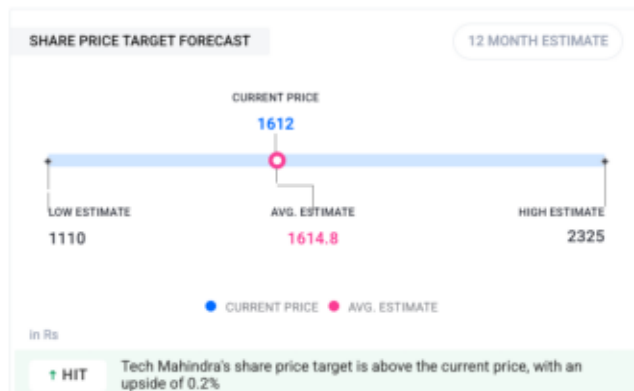 SHARE PRICE TARGET FORECAST
12 MONTH ESTIMATE
CURRENT PRICE
1612
LOW ESTIMATE
AVG. ESTIMATE
HIGH ESTIMATE
1110
1614.8
2325
CURRENT PRICE
AVG. ESTIMATE
in Rs
↑ HIT
Tech Mahindra's share price target is above the current price, with an
upside of 0.2%